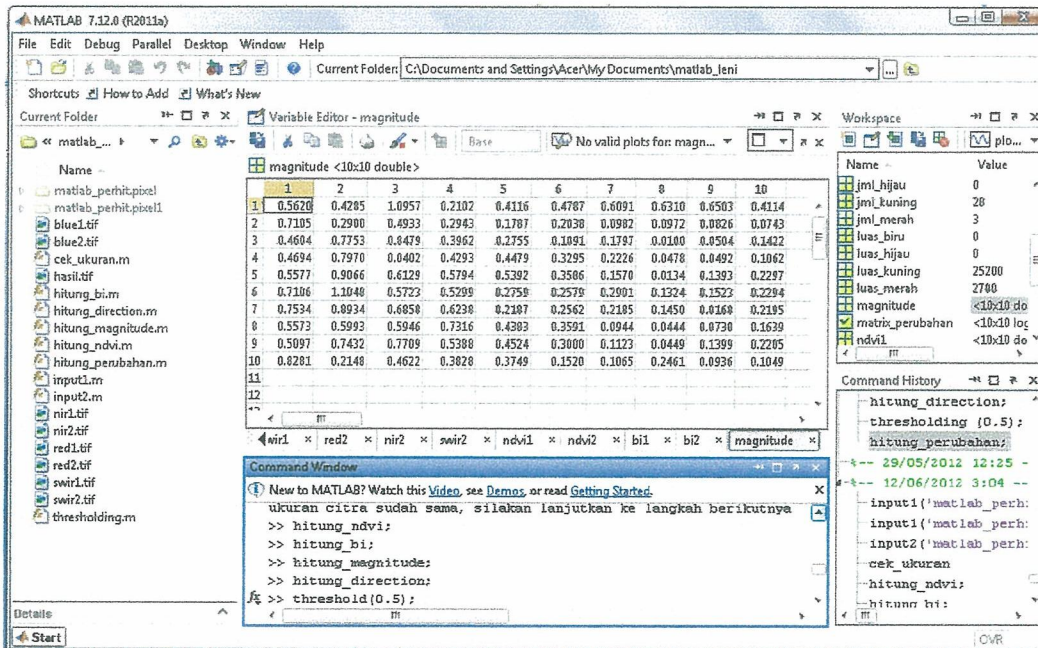 MATLAB 7.12.0 (R2011a)
File Edit Debug Parallel Desktop Window Help
Current Folder: C:\Documents and Settings\Acer\My Documents\matlab_leni
Shortcuts How to Add What's New
Current Folder
« matlab_...
Name
matlab_perhit.pixel
matlab_perhit.pixel1
blue1.tif
blue2.tif
cek_ukuran.m
hasil.tif
hitung_bi.m
hitung_direction.m
hitung_magnitude.m
hitung_ndvi.m
hitung_perubahan.m
input1.m
input2.m
nir1.tif
nir2.tif
red1.tif
red2.tif
swir1.tif
swir2.tif
thresholding.m
Details
Start
Variable Editor - magnitude
Base No valid plots for: magn...
magnitude <10x10 double>
1 2 3 4 5 6 7 8 9 10
1 0.5620 0.4285 1.0957 0.2102 0.4116 0.4787 0.6091 0.6310 0.6503 0.4114
2 0.7105 0.2900 0.4933 0.2943 0.1787 0.2038 0.0982 0.0972 0.0826 0.0743
3 0.4604 0.7753 0.8479 0.3962 0.2755 0.1091 0.1797 0.0100 0.0504 0.1422
4 0.4694 0.7970 0.0402 0.4293 0.4479 0.3295 0.2226 0.0478 0.0492 0.1062
5 0.5577 0.9066 0.6129 0.5794 0.5392 0.3586 0.1570 0.0134 0.1393 0.2297
6 0.7106 1.1048 0.5723 0.5299 0.2759 0.2579 0.2901 0.1324 0.1523 0.2294
7 0.7534 0.8934 0.6858 0.6238 0.2187 0.2562 0.2185 0.1450 0.0168 0.2195
8 0.5573 0.5993 0.5946 0.7316 0.4383 0.3591 0.0944 0.0444 0.0730 0.1639
9 0.5097 0.7432 0.7709 0.5388 0.4524 0.3000 0.1123 0.0449 0.1399 0.2205
10 0.8281 0.2148 0.4622 0.3828 0.3749 0.1520 0.1065 0.2461 0.0936 0.1049
11
12
wir1 red2 nir2 swir2 ndvi1 ndvi2 bi1 bi2 magnitude
Command Window
New to MATLAB? Watch this Video, see Demos, or read Getting Started.
ukuran citra sudah sama, silakan lanjutkan ke langkah berikutnya
>> hitung_ndvi;
>> hitung_bi;
>> hitung_magnitude;
>> hitung_direction;
fx >> threshold(0.5);
Workspace
plo...
Name Value
jml_hijau 0
jml_kuning 28
jml_merah 3
luas_biru 0
luas_hijau 0
luas_kuning 25200
luas_merah 2700
magnitude <10x10 do
matrix_perubahan <10x10 log
ndvi1 <10x10 do
Command History
hitung_direction;
thresholding (0.5);
hitung_perubahan;
%-- 29/05/2012 12:25 -
%-- 12/06/2012 3:04 --
input1('matlab_perh:
input1('matlab_perh:
input2('matlab_perh:
cek_ukuran
hitung_ndvi;
hitung_bi;
OVR